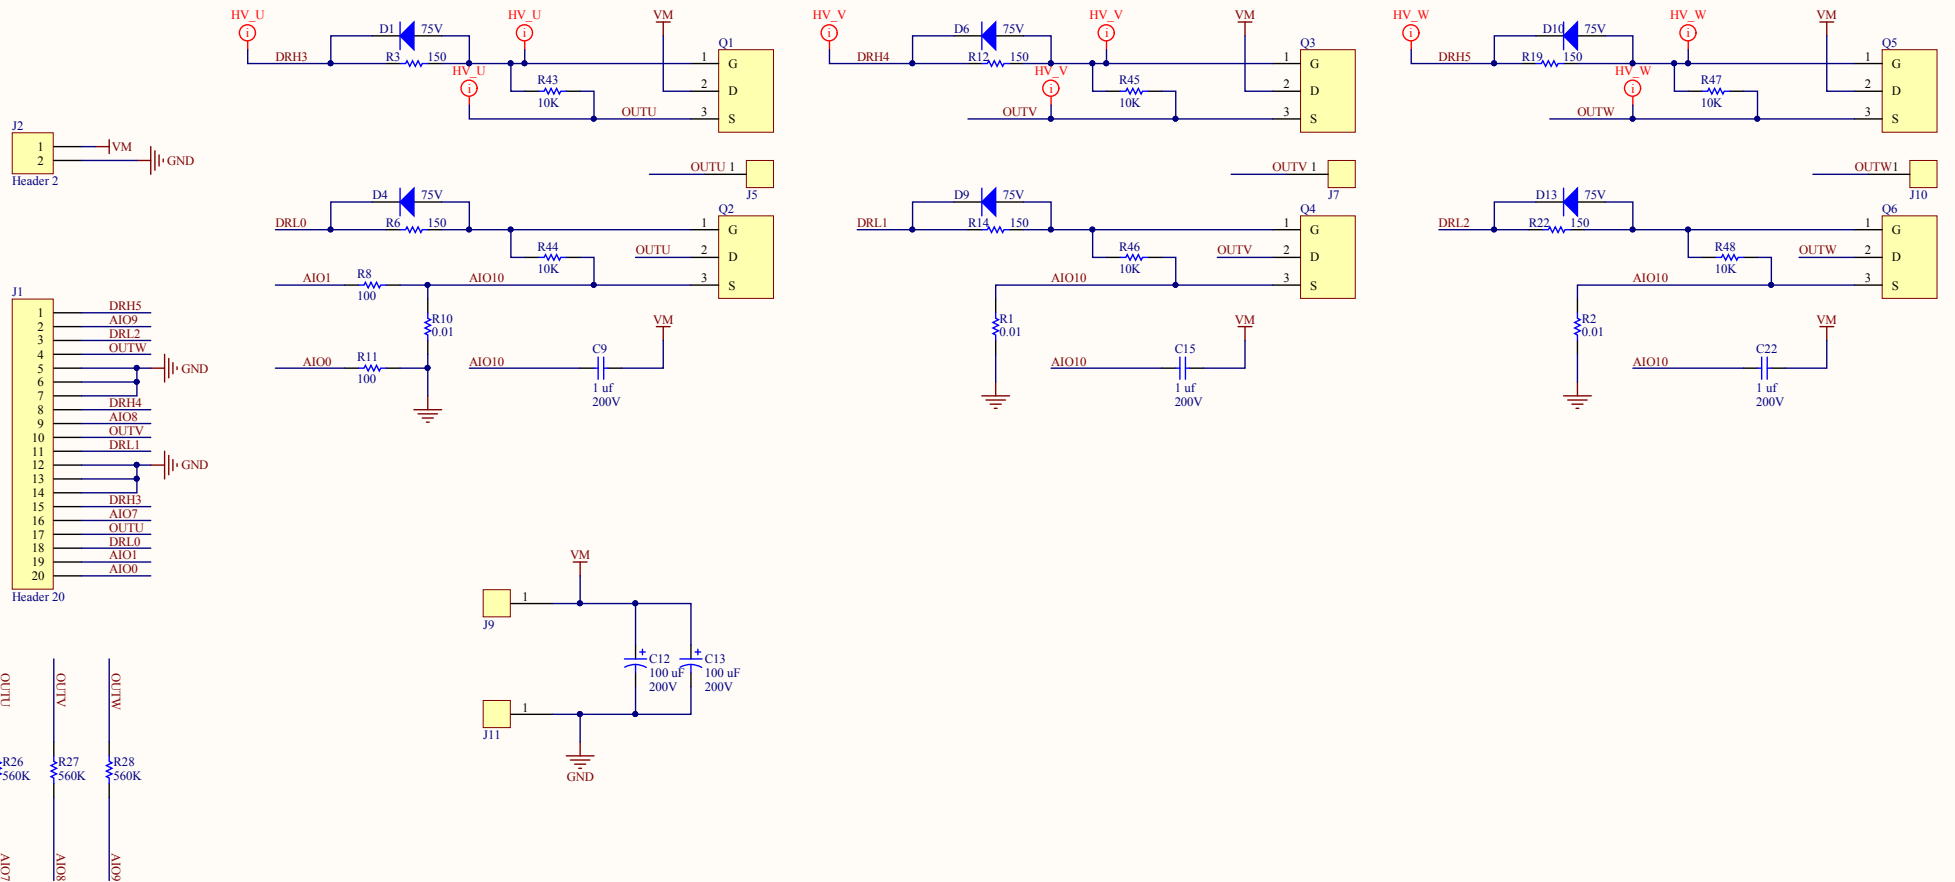 HV_U
HV_U
VM
D1 75V
DRH3
R3 150
HV_U
R43
10K
OUTU
Q1
1 G
2 D
3 S
HV_V
HV_V
VM
D6 75V
DRH4
R12 150
HV_V
R45
10K
OUTV
Q3
1 G
2 D
3 S
HV_W
HV_W
VM
D10 75V
DRH5
R19 150
HV_W
R47
10K
OUTW
Q5
1 G
2 D
3 S
J2
1 VM
2 GND
Header 2
OUTU 1
J5
OUTV 1
J7
OUTW1
J10
D4 75V
DRL0
R6 150
R44
10K
OUTU
Q2
1 G
2 D
3 S
AIO1
R8
100
AIO10
R10
0.01
AIO0
R11
100
AIO10
C9
1 uf
200V
VM
D9 75V
DRL1
R14 150
R46
10K
OUTV
Q4
1 G
2 D
3 S
AIO10
R1
0.01
AIO10
C15
1 uf
200V
VM
D13 75V
DRL2
R22 150
R48
10K
OUTW
Q6
1 G
2 D
3 S
AIO10
R2
0.01
AIO10
C22
1 uf
200V
VM
J1
1 DRH5
2 AIO9
3 DRL2
4 OUTW
5 GND
6
7
8 DRH4
9 AIO8
10 OUTV
11 DRL1
12 GND
13
14
15 DRH3
16 AIO7
17 OUTU
18 DRL0
19 AIO1
20 AIO0
Header 20
VM
1
J9
C12
100 uF
200V
C13
100 uF
200V
1
J11
GND
OUTU
R26
560K
AIO7
OUTV
R27
560K
AIO8
OUTW
R28
560K
AIO9